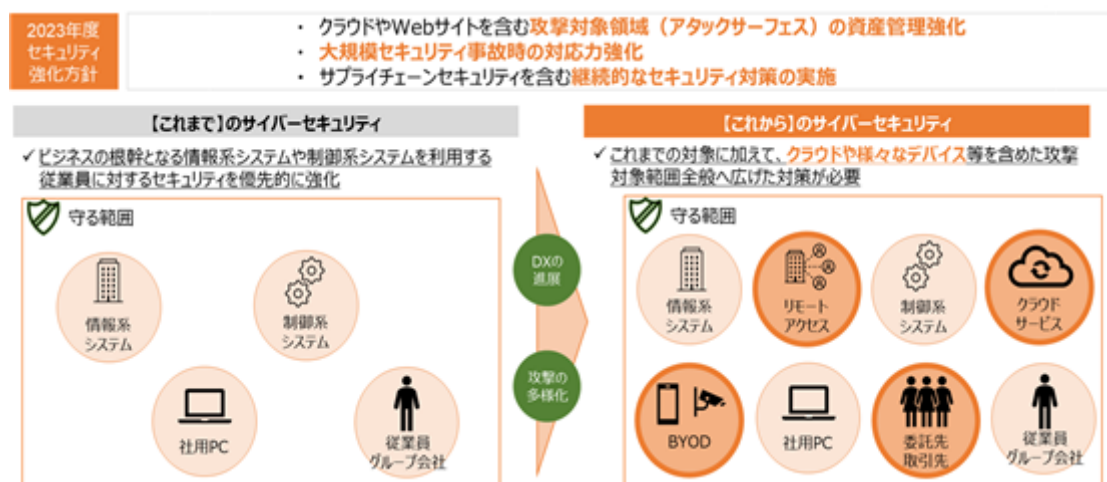 2023年度
セキュリティ
強化方針
・ クラウドやWebサイトを含む攻撃対象領域（アタックサーフェス）の資産管理強化
・ 大規模セキュリティ事故時の対応力強化
・ サプライチェーンセキュリティを含む継続的なセキュリティ対策の実施
【これまで】のサイバーセキュリティ
✓ ビジネスの根幹となる情報系システムや制御系システムを利用する
従業員に対するセキュリティを優先的に強化
守る範囲
情報系
システム
制御系
システム
社用PC
従業員
グループ会社
DXの
進展
攻撃の
多様化
【これから】のサイバーセキュリティ
✓ これまでの対象に加えて、クラウドや様々なデバイス等を含めた攻撃
対象範囲全般へ広げた対策が必要
守る範囲
情報系
システム
リモート
アクセス
制御系
システム
クラウド
サービス
BYOD
社用PC
委託先
取引先
従業員
グループ会社